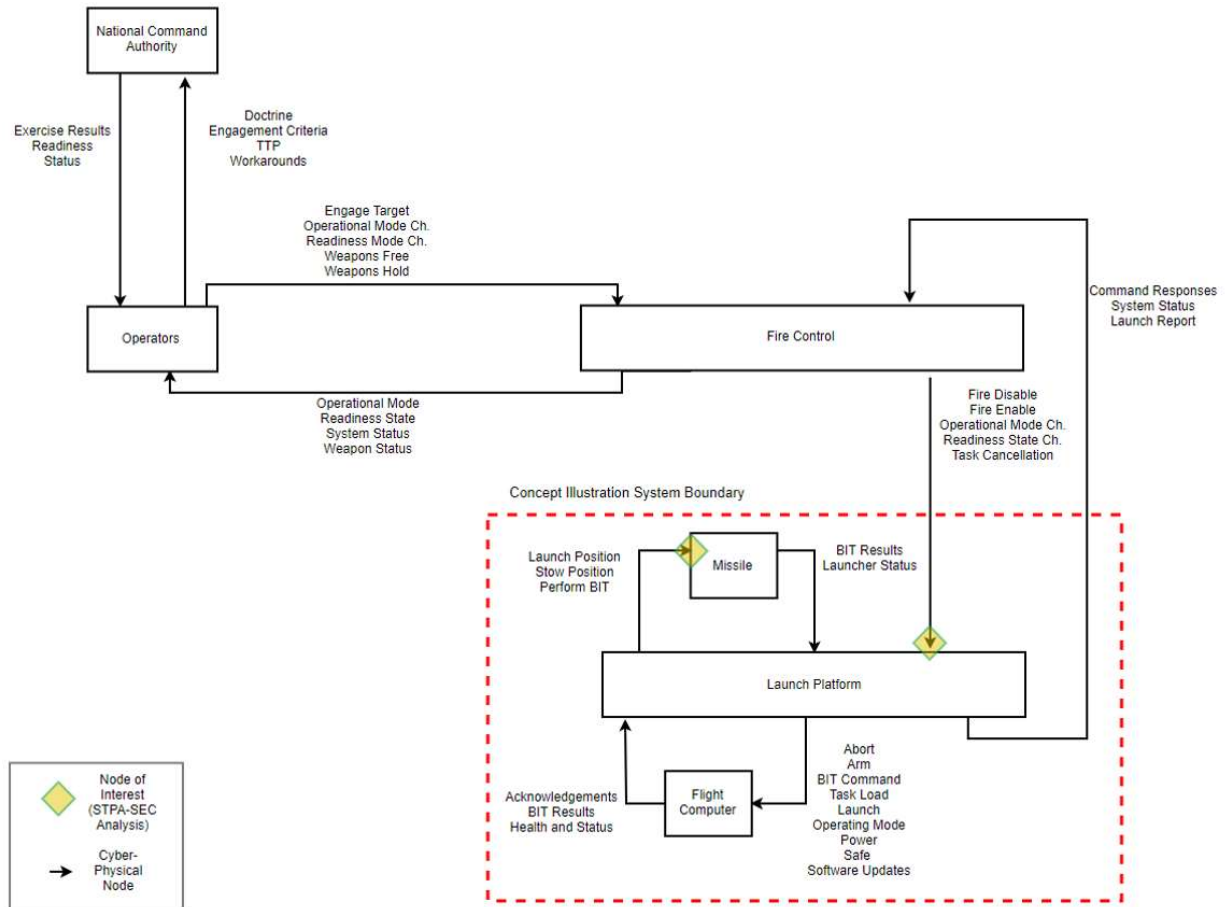 National Command
Authority
Exercise Results
Readiness
Status
Doctrine
Engagement Criteria
TTP
Workarounds
Engage Target
Operational Mode Ch.
Readiness Mode Ch.
Weapons Free
Weapons Hold
Operators
Fire Control
Command Responses
System Status
Launch Report
Operational Mode
Readiness State
System Status
Weapon Status
Fire Disable
Fire Enable
Operational Mode Ch.
Readiness State Ch.
Task Cancellation
Concept Illustration System Boundary
Launch Position
Stow Position
Perform BIT
Missile
BIT Results
Launcher Status
Launch Platform
Acknowledgements
BIT Results
Health and Status
Flight
Computer
Abort
Arm
BIT Command
Task Load
Launch
Operating Mode
Power
Safe
Software Updates
Node of
Interest
(STPA-SEC
Analysis)
Cyber-
Physical
Node